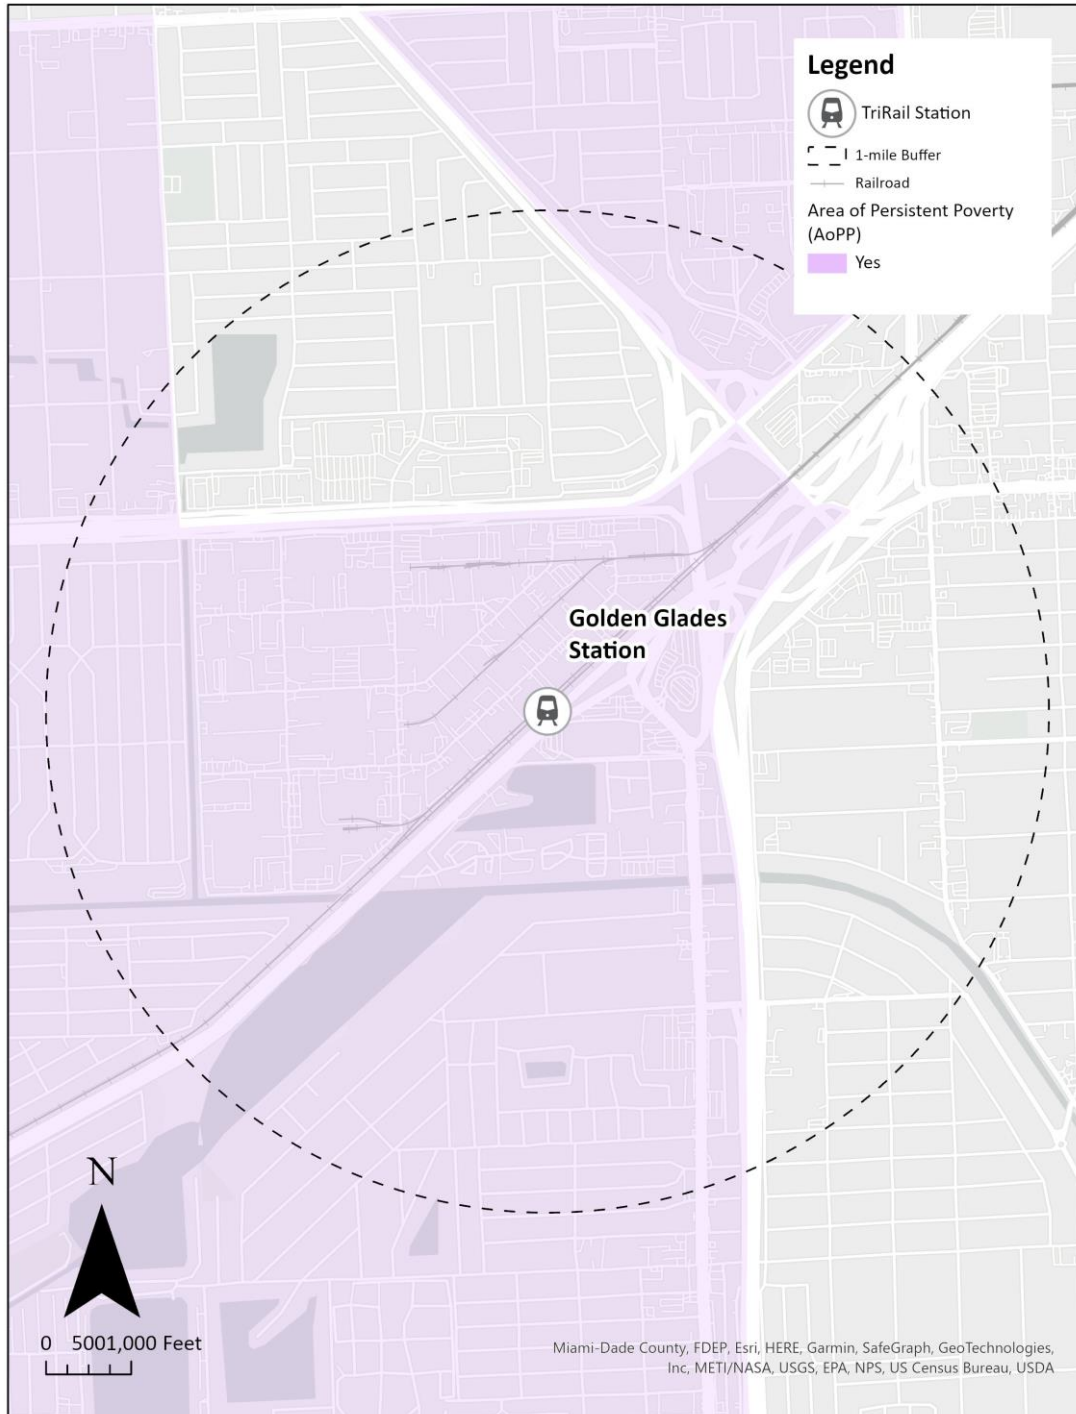 Legend
TriRail Station
1-mile Buffer
Railroad
Area of Persistent Poverty
(AoPP)
Yes
Golden Glades
Station
N
0 5001,000 Feet
Miami-Dade County, FDEP, Esri, HERE, Garmin, SafeGraph, GeoTechnologies,
Inc, METI/NASA, USGS, EPA, NPS, US Census Bureau, USDA